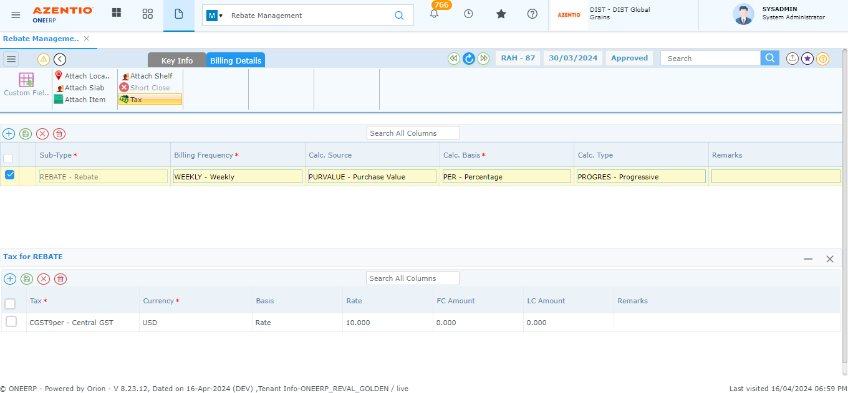 AZENTIO
ONEERP
M
Rebate Management
766
AZENTIO
DIST - DIST Global
Grains
SYSADMIN
System Administrator
Rebate Manageme..
Key Info
Billing Details
RAH - 87
30/03/2024
Approved
Search
Custom Fiel..
Attach Loca..
Attach Slab
Attach Item
Attach Shelf
Short Close
Tax
Search All Columns
Sub-Type * Billing Frequency * Calc. Source Calc. Basis * Calc. Type Remarks
REBATE - Rebate WEEKLY - Weekly PURVALUE - Purchase Value PER - Percentage PROGRES - Progressive
Tax for REBATE
Search All Columns
Tax * Currency * Basis Rate FC Amount LC Amount Remarks
CGST9per - Central GST USD Rate 10.000 0.000 0.000
© ONEERP - Powered by Orion - V 8.23.12, Dated on 16-Apr-2024 (DEV) ,Tenant Info-ONEERP_REVAL_GOLDEN / live
Last visited 16/04/2024 06:59 PM